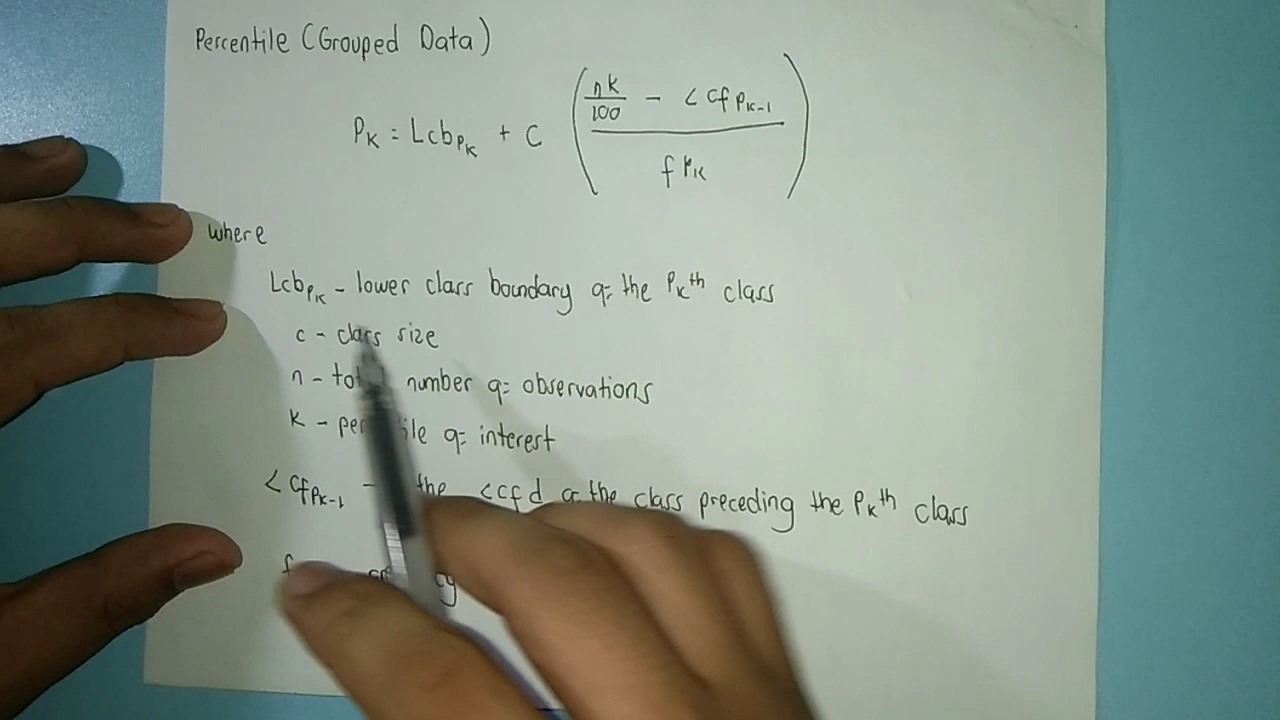 Percentile (Grouped Data)
PK = LcbPK + C ( (nK/100 - <CfPK-1) / fPK )
where
LcbPK - lower class boundary of the PKth class
c - class size
n - number of observations
K - of interest
<CfPK-1 - the <cfd of the class preceding the PKth class